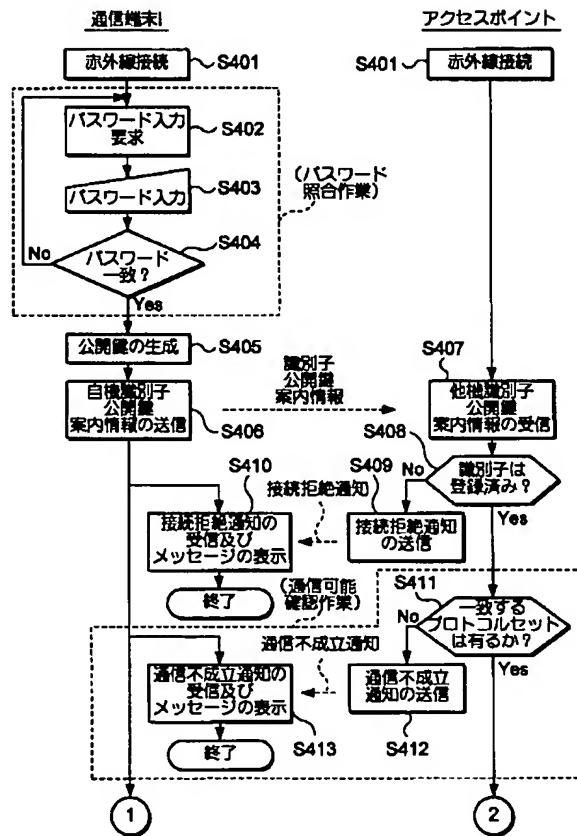 通信端末1
アクセスポイント
赤外線接続
S401
S401
赤外線接続
パスワード入力
要求
S402
パスワード入力
S403
(パスワード
照合作業)
パスワード
一致?
S404
No
Yes
公開鍵の生成
S405
自機識別子
公開鍵
案内情報の送信
S406
識別子
公開鍵
案内情報
S407
他機識別子
公開鍵
案内情報の受信
S408
識別子は
登録済み?
No
Yes
S409
接続拒絶通知
の送信
接続拒絶通知
S410
接続拒絶通知の
受信及び
メッセージの表示
終了
(通信可能
確認作業)
S411
一致する
プロトコルセット
は有るか?
No
Yes
通信不成立
通知の送信
S412
通信不成立通知
通信不成立通知の
受信及び
メッセージの表示
S413
終了
1
2